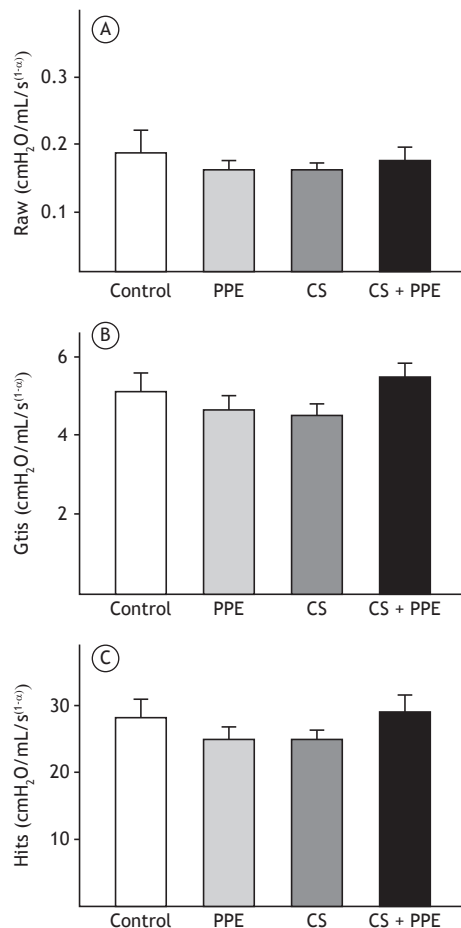 A
Raw (cmH₂O/mL/s⁽¹⁻ᵅ⁾)
0.3
0.2
0.1
Control PPE CS CS + PPE
B
Gtis (cmH₂O/mL/s⁽¹⁻ᵅ⁾)
6
4
2
Control PPE CS CS + PPE
C
Hits (cmH₂O/mL/s⁽¹⁻ᵅ⁾)
30
20
10
Control PPE CS CS + PPE